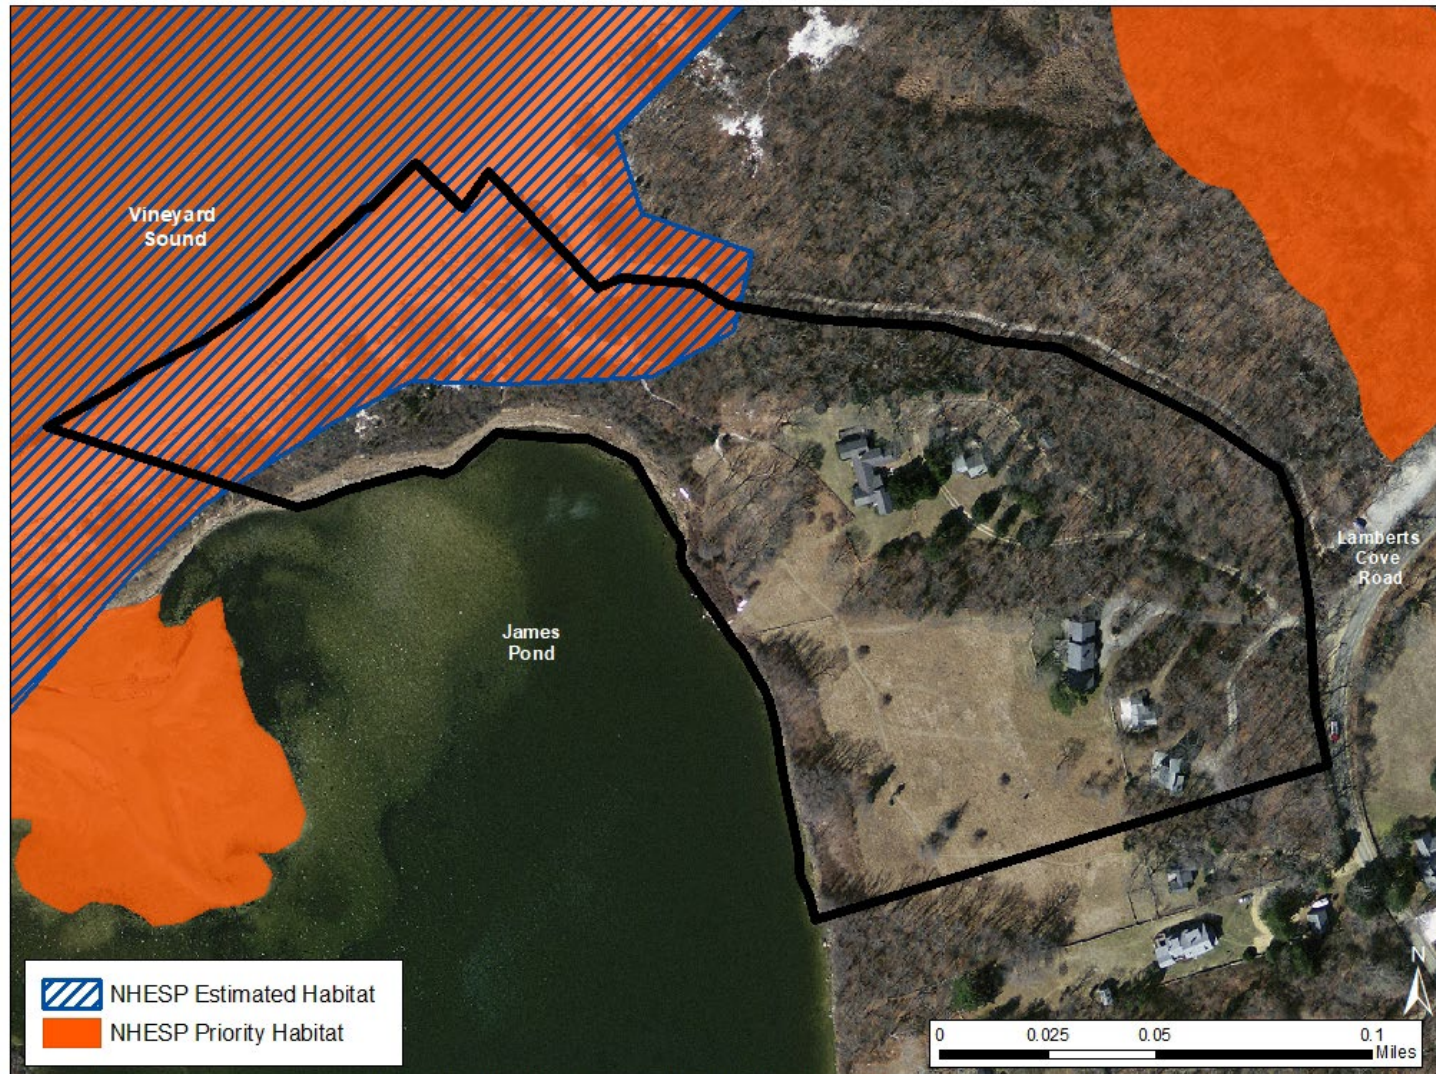 Vineyard
Sound
Lamberts
Cove
Road
James
Pond
NHESP Estimated Habitat
NHESP Priority Habitat
N
0 0.025 0.05 0.1
Miles